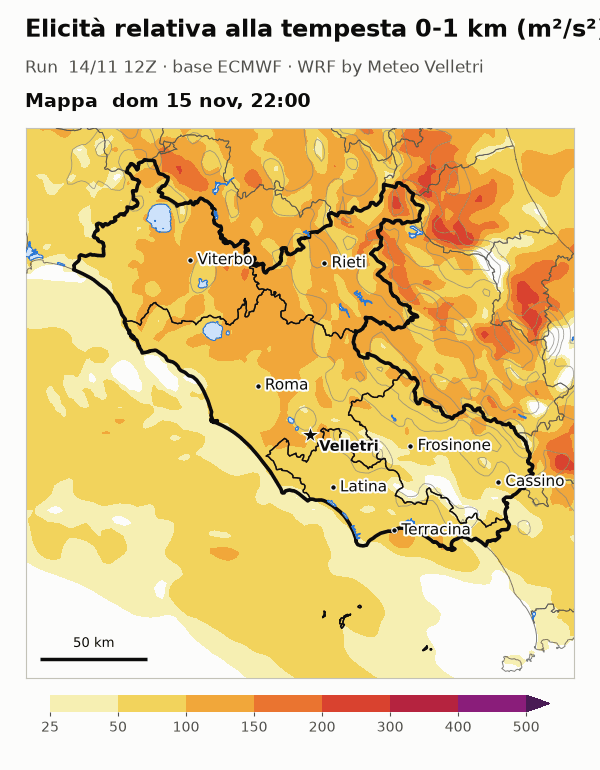 Elicità relativa alla tempesta 0-1 km (m²/s²)
Run 14/11 12Z · base ECMWF · WRF by Meteo Velletri
Mappa dom 15 nov, 22:00
Viterbo
Rieti
Roma
Velletri
Frosinone
Cassino
Latina
Terracina
50 km
25 50 100 150 200 300 400 500